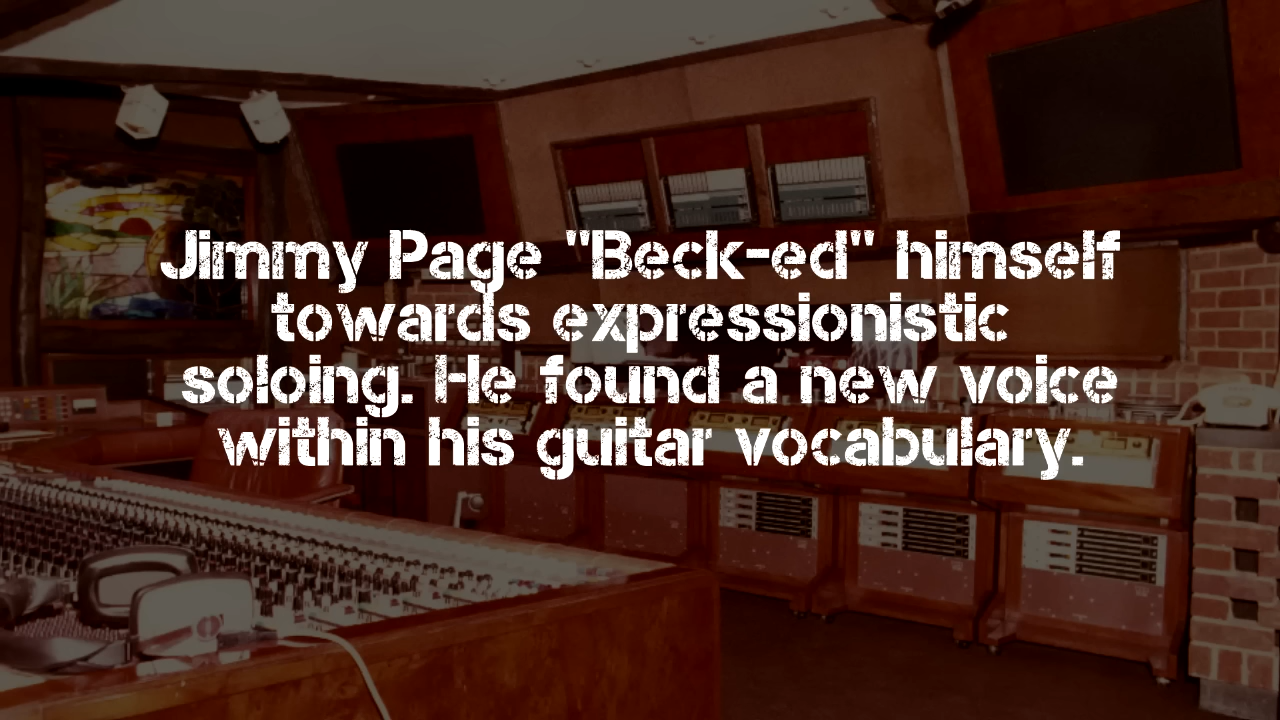 Jimmy Page "Beck-ed" himself
towards expressionistic
soloing. He found a new voice
within his guitar vocabulary.